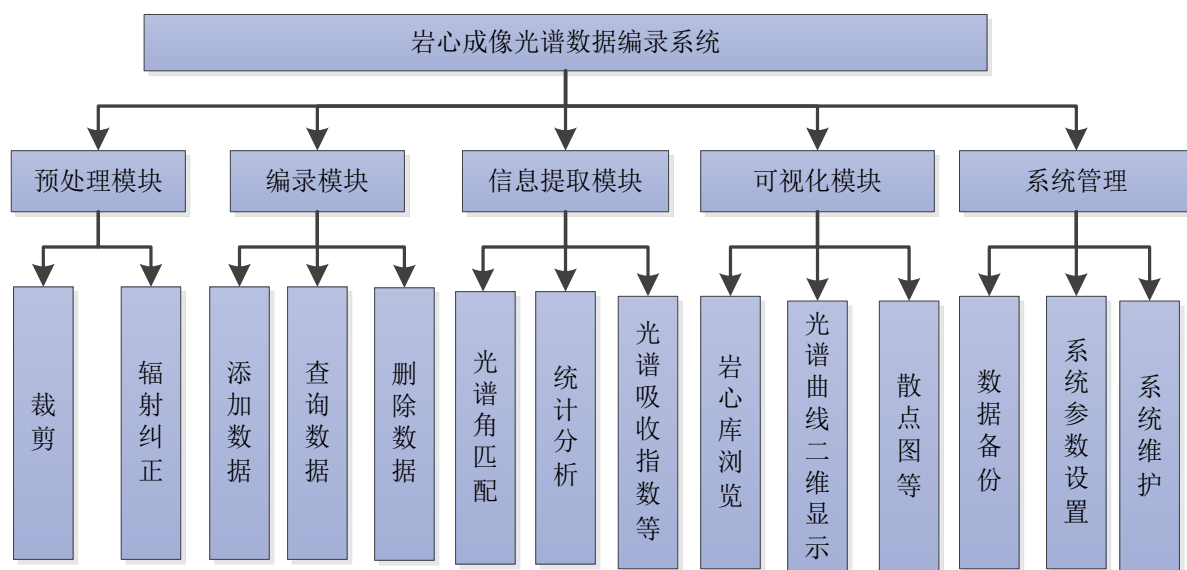 岩心成像光谱数据编录系统
预处理模块
编录模块
信息提取模块
可视化模块
系统管理
裁剪
辐射纠正
添加数据
查询数据
删除数据
光谱角匹配
统计分析
光谱吸收指数等
岩心库浏览
光谱曲线二维显示
散点图等
数据备份
系统参数设置
系统维护